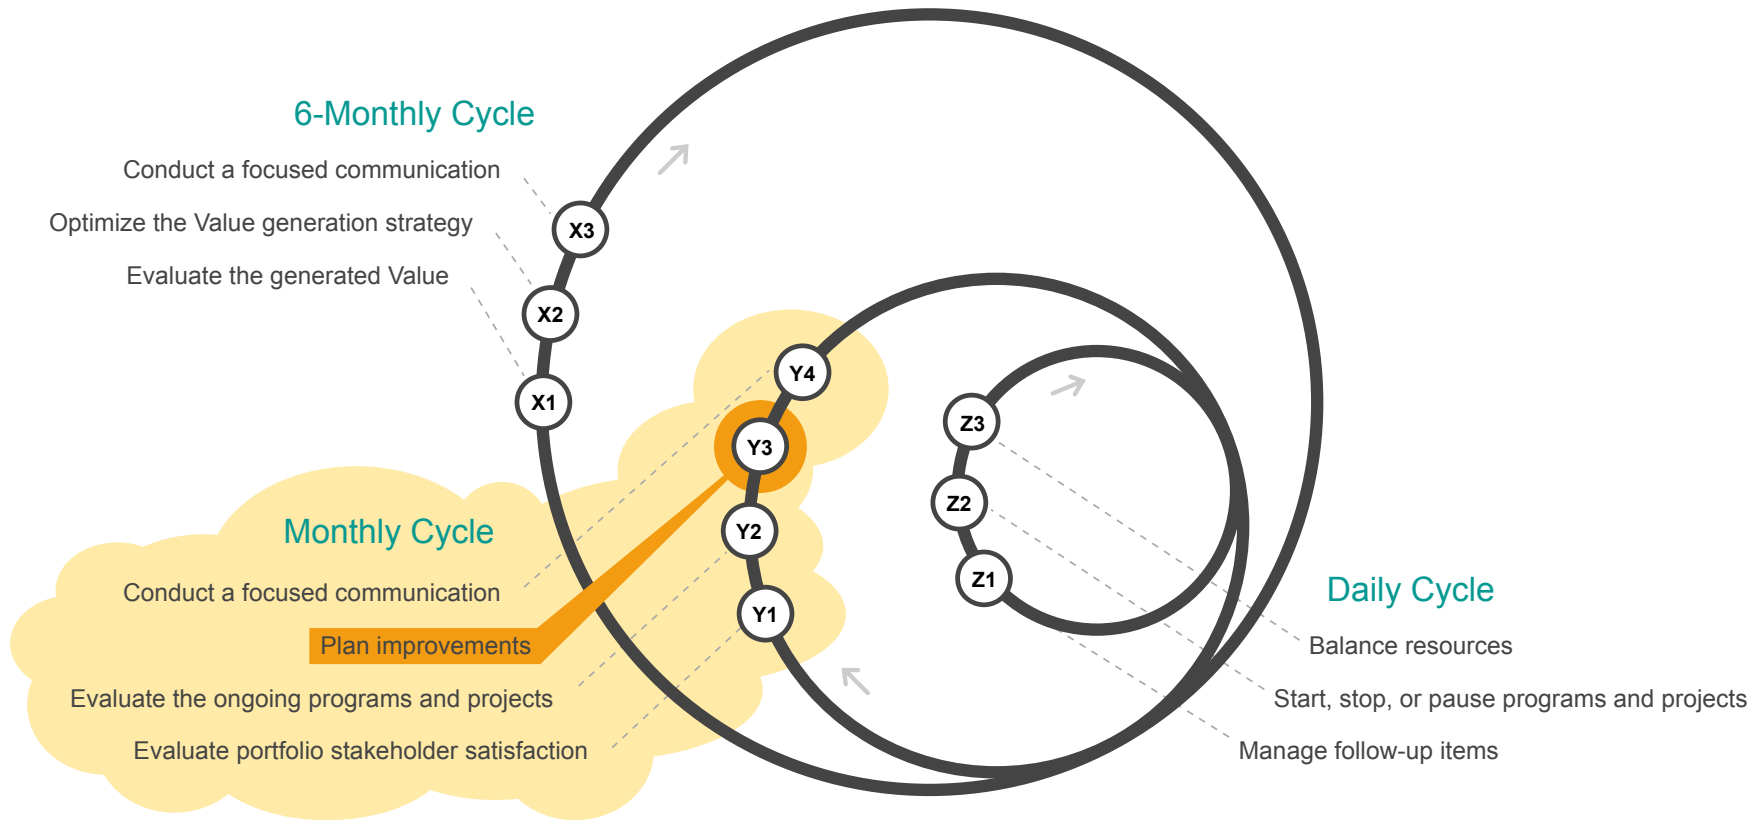 6-Monthly Cycle
Conduct a focused communication
Optimize the Value generation strategy
Evaluate the generated Value
X3
X2
X1
Monthly Cycle
Conduct a focused communication
Plan improvements
Evaluate the ongoing programs and projects
Evaluate portfolio stakeholder satisfaction
Y4
Y3
Y2
Y1
Z3
Z2
Z1
Daily Cycle
Balance resources
Start, stop, or pause programs and projects
Manage follow-up items